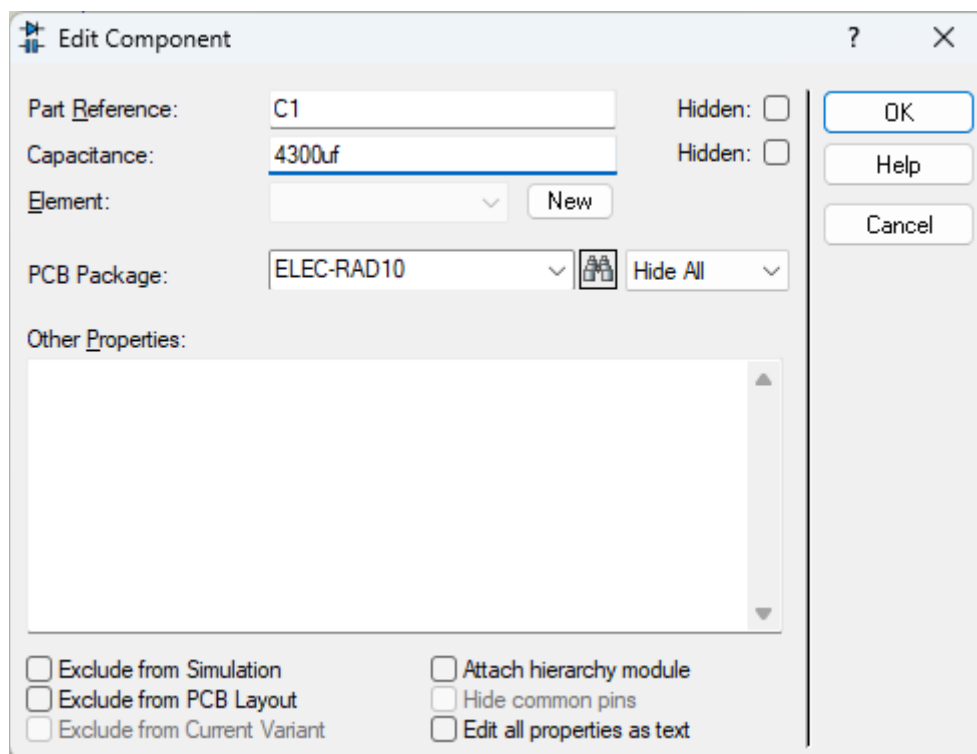 Edit Component ? ×
Part Reference: C1 Hidden: OK
Capacitance: 4300uf Hidden: Help
Element: New Cancel
PCB Package: ELEC-RAD10 Hide All
Other Properties:
Exclude from Simulation Attach hierarchy module
Exclude from PCB Layout Hide common pins
Exclude from Current Variant Edit all properties as text